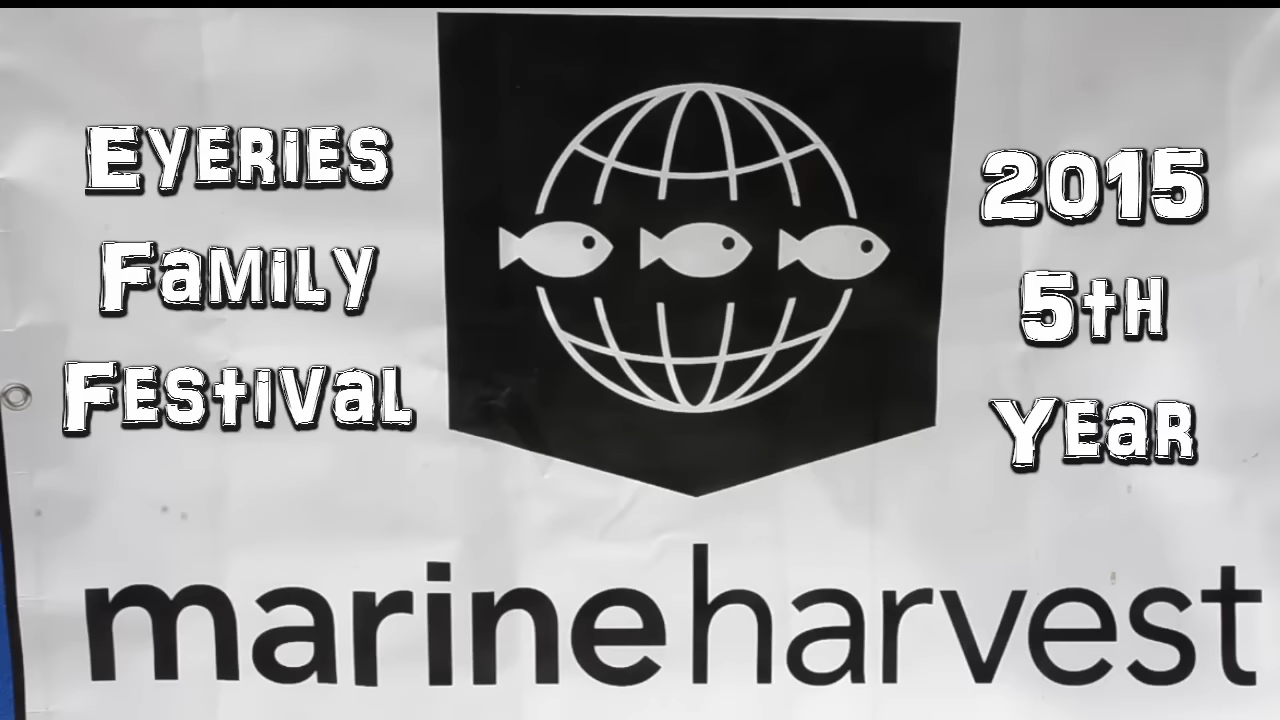 Eyeries
Family
Festival
2015
5th
Year
marineharvest